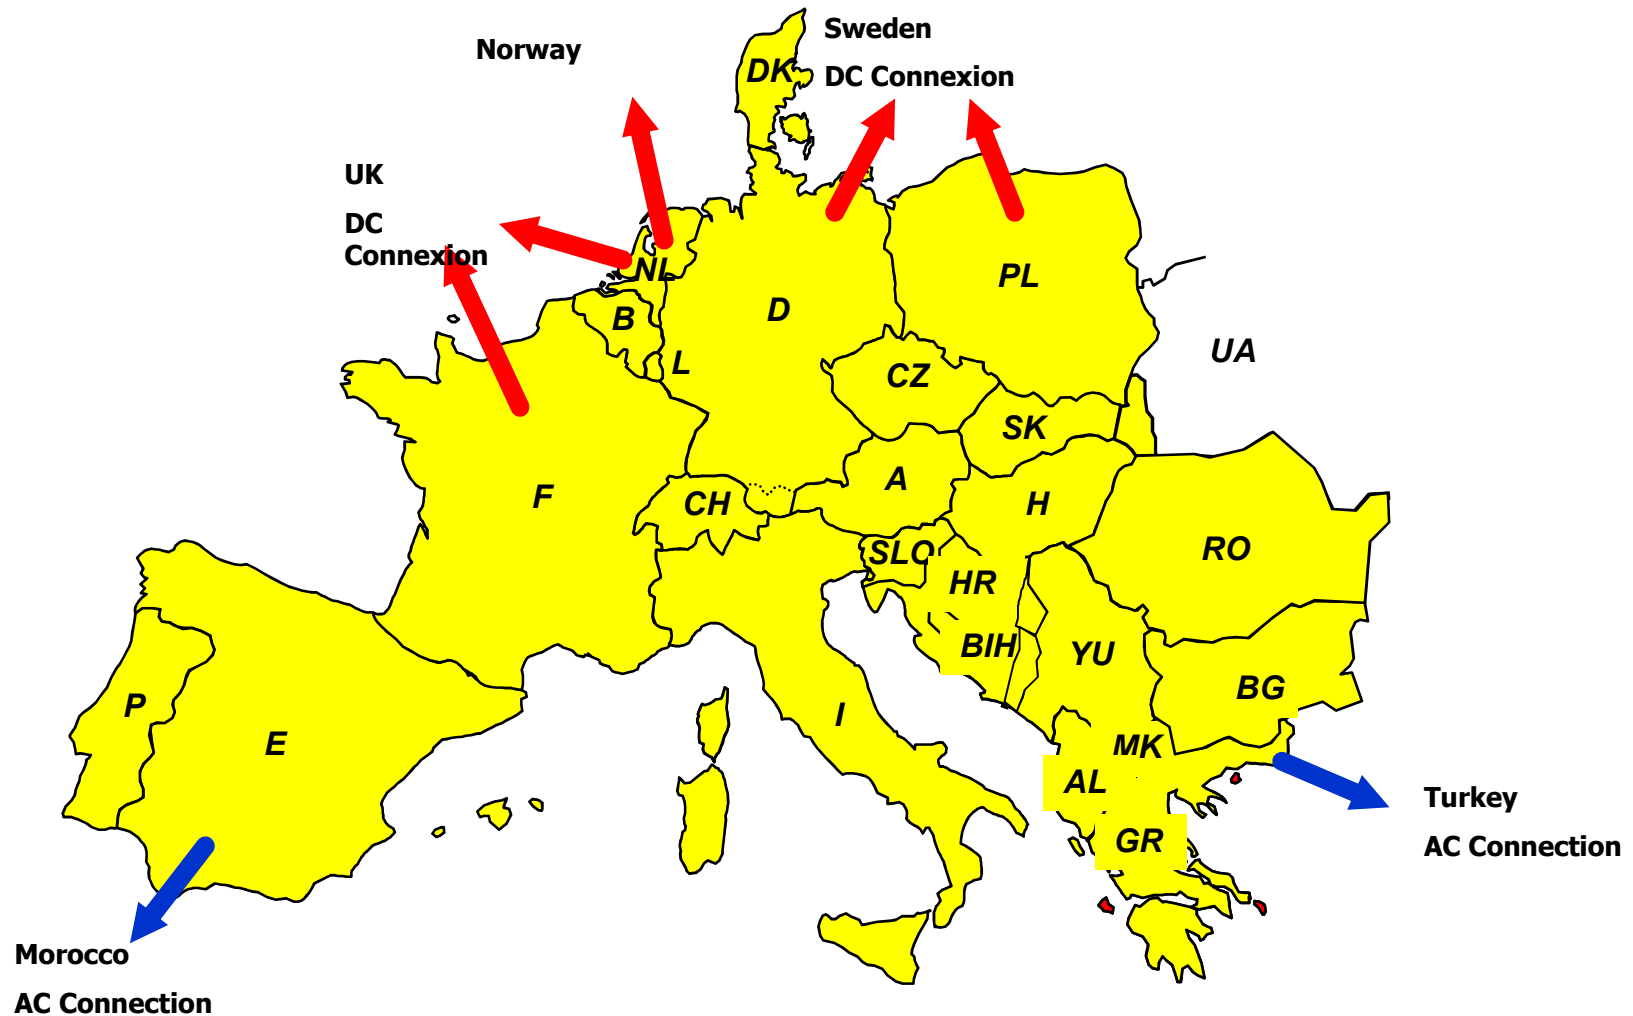 Sweden
Norway
DK
DC Connexion
UK
DC
Connexion
NL
PL
D
B
UA
L
CZ
SK
A
F
CH
H
RO
SLO
HR
BIH
YU
BG
P
I
E
MK
AL
Turkey
GR
AC Connection
Morocco
AC Connection